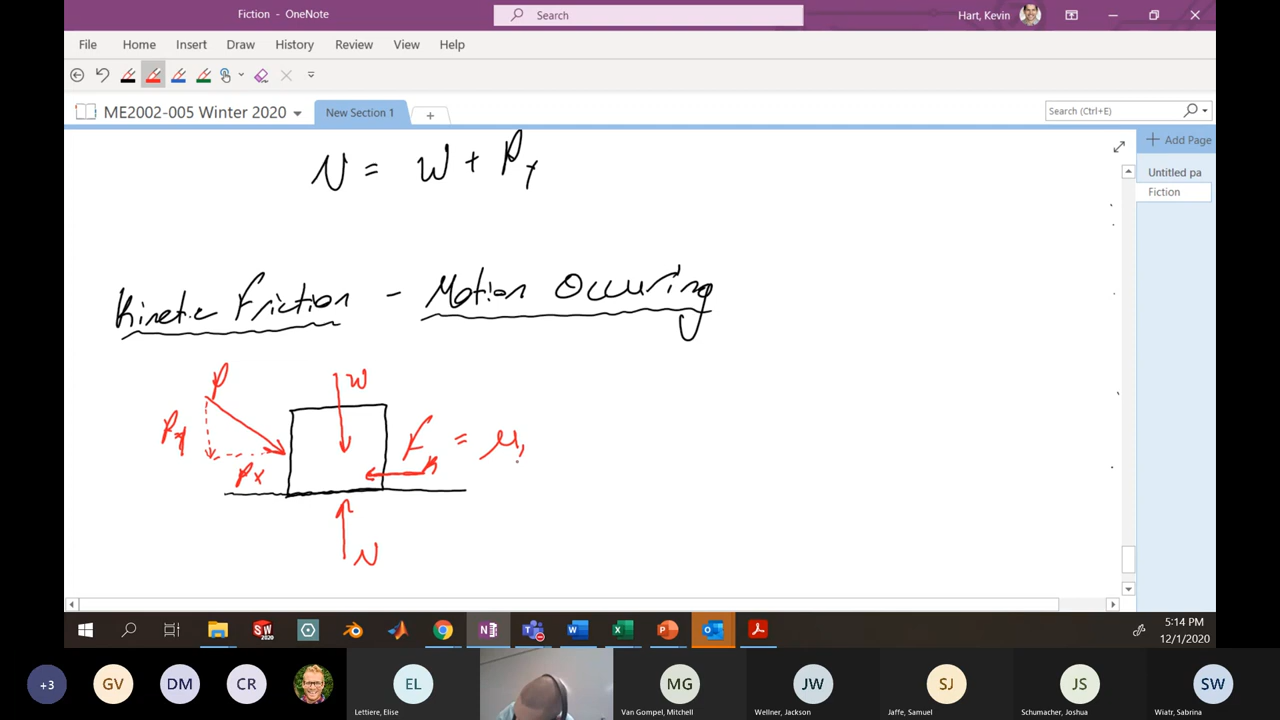 Fiction - OneNote
Search
Hart, Kevin
File Home Insert Draw History Review View Help
ME2002-005 Winter 2020
New Section 1
+
Search (Ctrl+E)
Add Page
Untitled pa
Fiction
N = W + Py
Kinetic Friction - Motion Occuring
P
W
Py
Px
Fk = μ
N
5:14 PM
12/1/2020
+3
GV
DM
CR
EL
MG
JW
SJ
JS
SW
Lettiere, Elise
Van Gompel, Mitchell
Wellner, Jackson
Jaffe, Samuel
Schumacher, Joshua
Wiatr, Sabrina